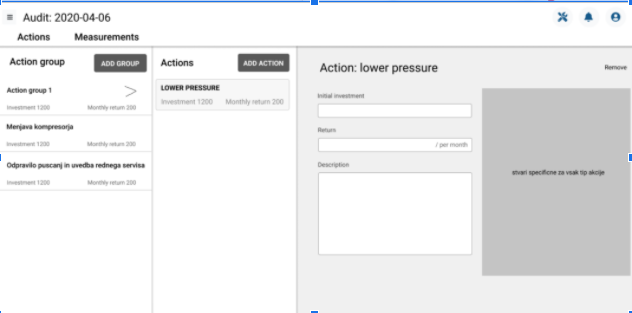 Audit: 2020-04-06
Actions Measurements
Action group ADD GROUP
Action group 1
Investment 1200 Monthly return 200
Menjava kompresorja
Investment 1200 Monthly return 200
Odpravilo puscanj in uvedba rednega servisa
Investment 1200 Monthly return 200
Actions ADD ACTION
LOWER PRESSURE
Investment 1200 Monthly return 200
Action: lower pressure
Remove
Initial investment
Return
/ per month
Description
stvari specificne za vsak tip akcije